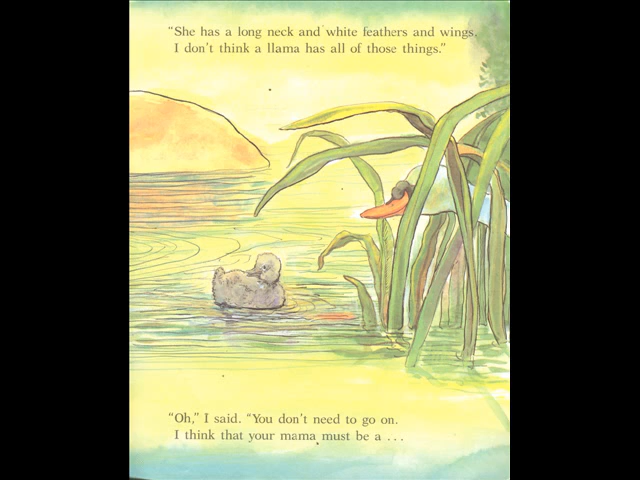 “She has a long neck and white feathers and wings.
I don’t think a llama has all of those things.”
“Oh,” I said. “You don’t need to go on.
I think that your mama must be a . . .